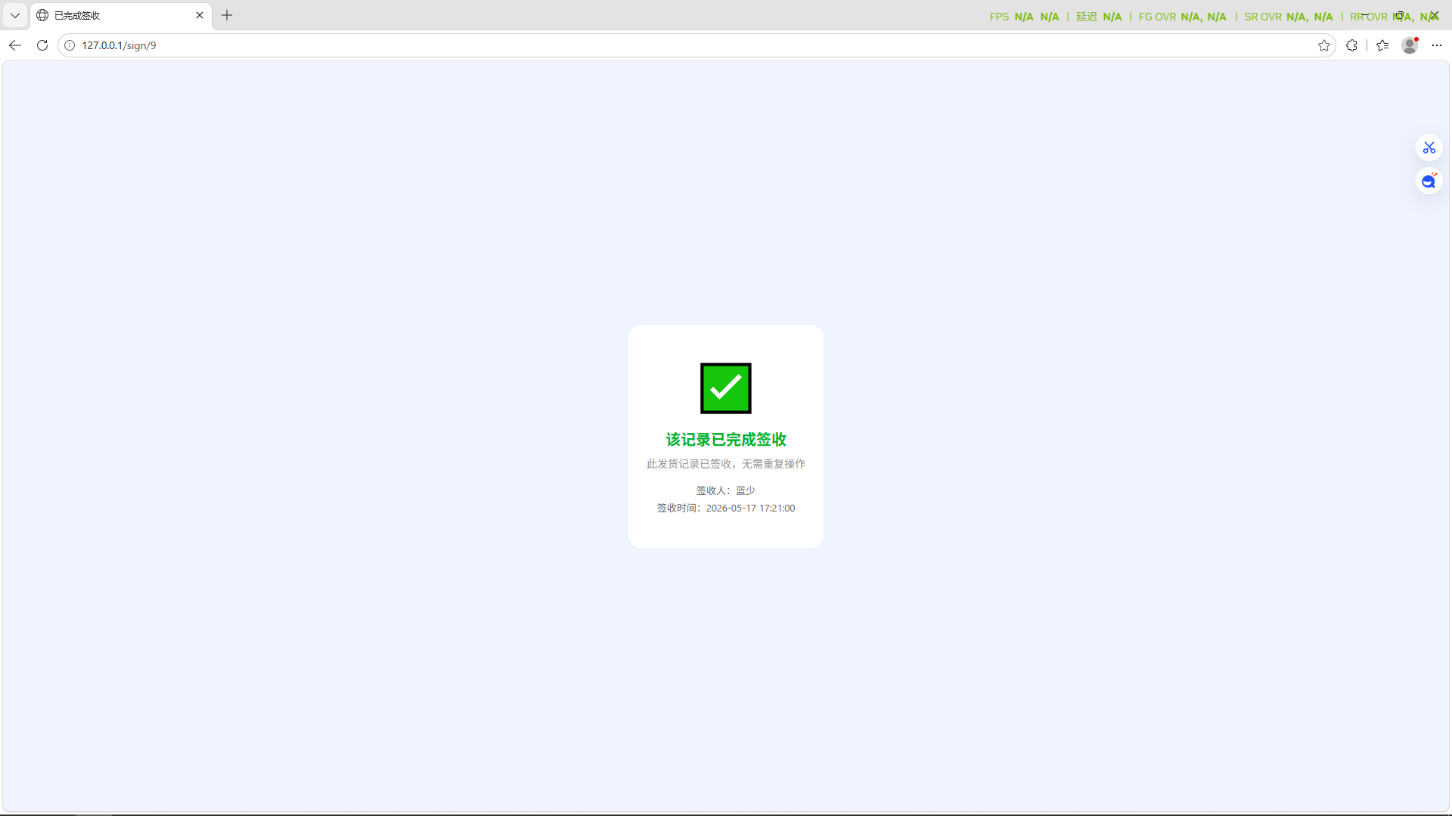 已完成签收
FPS N/A N/A | 延迟 N/A | FG OVR N/A, N/A | SR OVR N/A, N/A | RR OVR N/A, N/A
127.0.0.1/sign/9
该记录已完成签收
此发货记录已签收，无需重复操作
签收人：蓝少
签收时间：2026-05-17 17:21:00